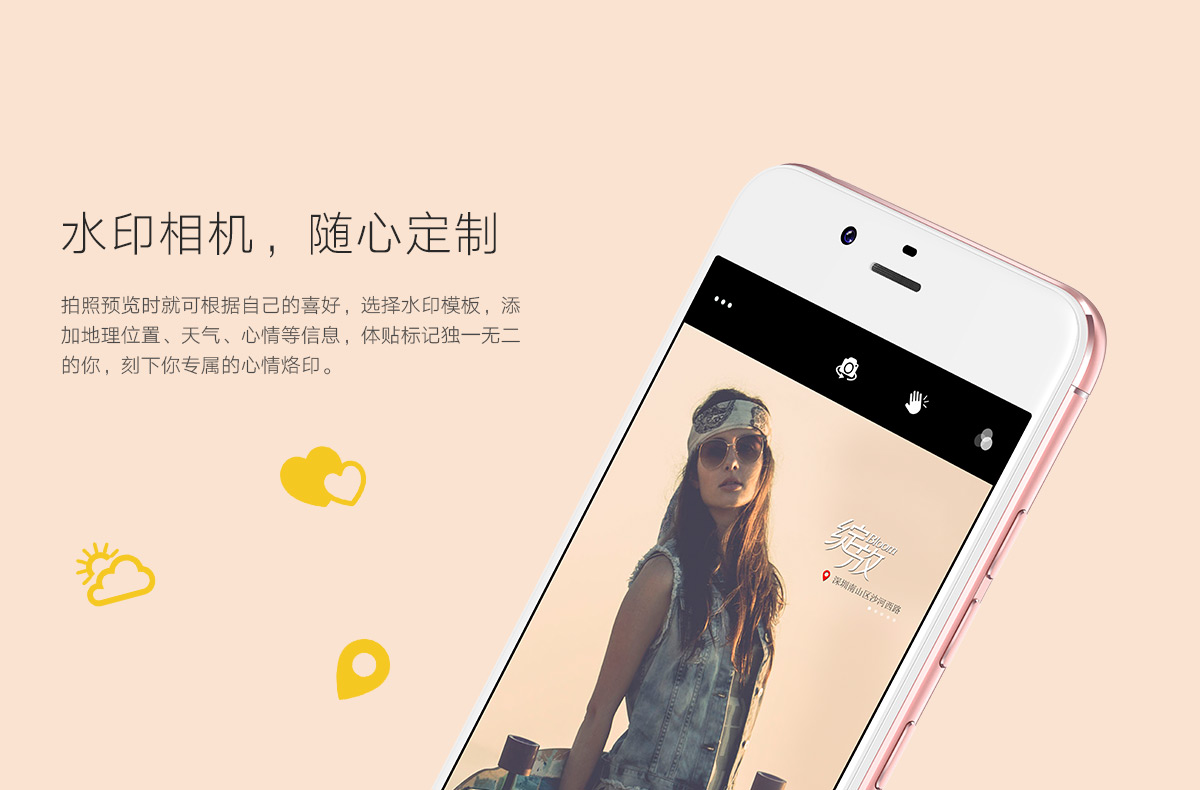 水印相机，随心定制
拍照预览时就可根据自己的喜好，选择水印模板，添
加地理位置、天气、心情等信息，体贴标记独一无二
的你，刻下你专属的心情烙印。
绽放
Bloom
深圳南山区沙河西路